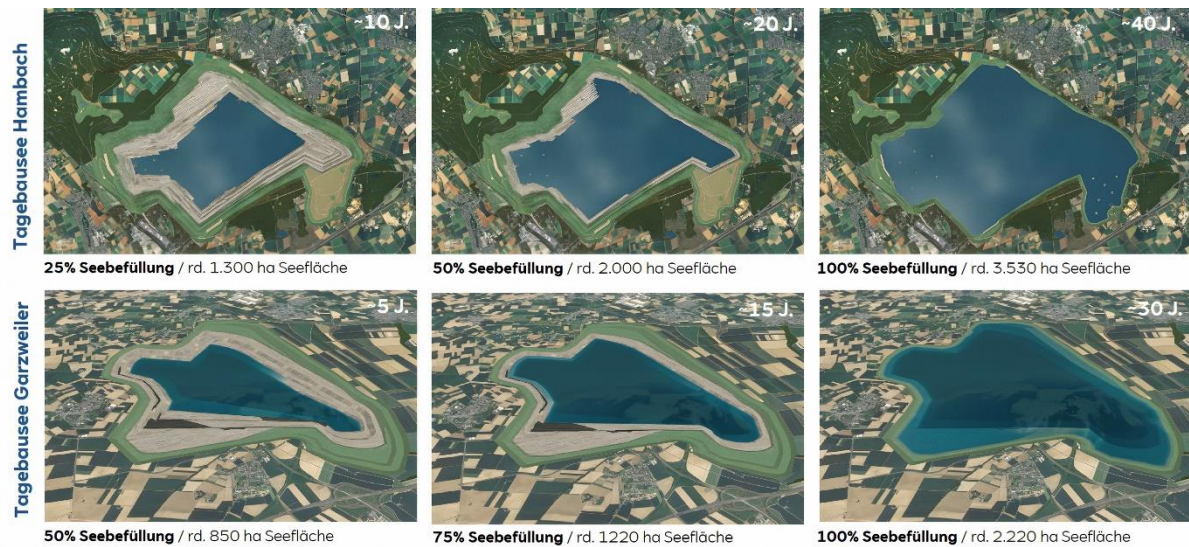 Tagebausee Hambach
~10 J.
~20 J.
~40 J.
25% Seebefüllung / rd. 1.300 ha Seefläche
50% Seebefüllung / rd. 2.000 ha Seefläche
100% Seebefüllung / rd. 3.530 ha Seefläche
Tagebausee Garzweiler
~5 J.
~15 J.
~30 J.
50% Seebefüllung / rd. 850 ha Seefläche
75% Seebefüllung / rd. 1220 ha Seefläche
100% Seebefüllung / rd. 2.220 ha Seefläche